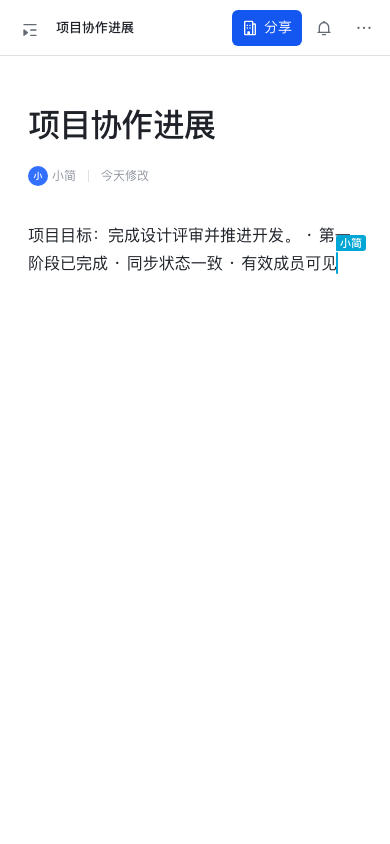 项目协作进展
分享
项目协作进展
小
小简
今天修改
项目目标：完成设计评审并推进开发。 · 第一
小简
阶段已完成 · 同步状态一致 · 有效成员可见